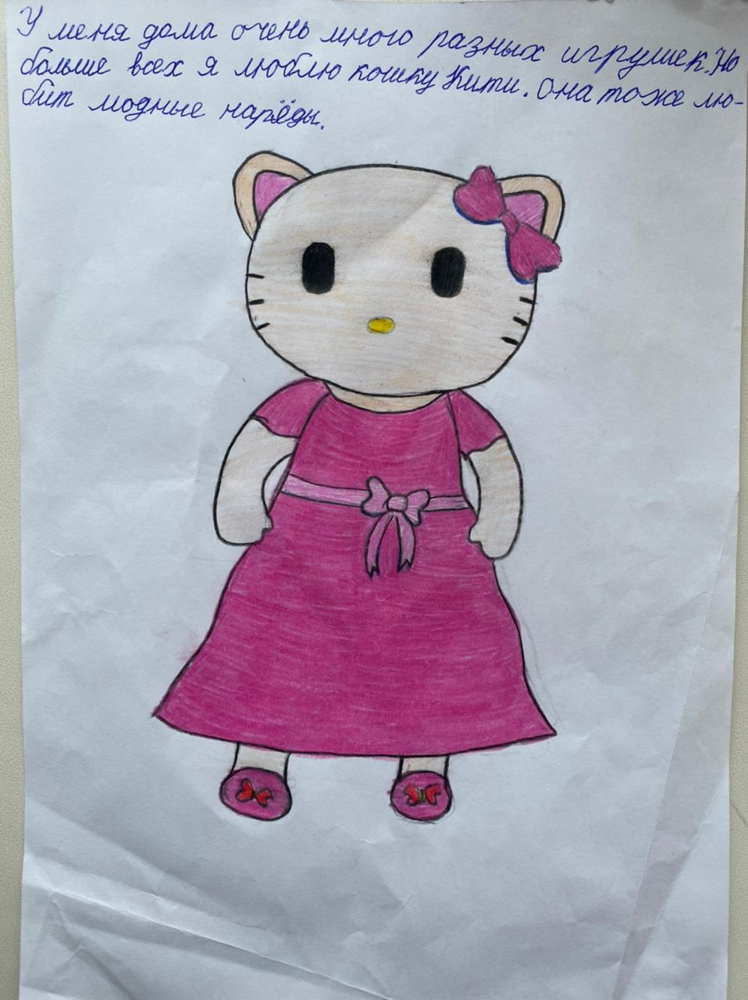 У меня дома очень много разных игрушек. Но
больше всех я люблю кошку Кити. Она тоже лю-
бит модные нарёды.